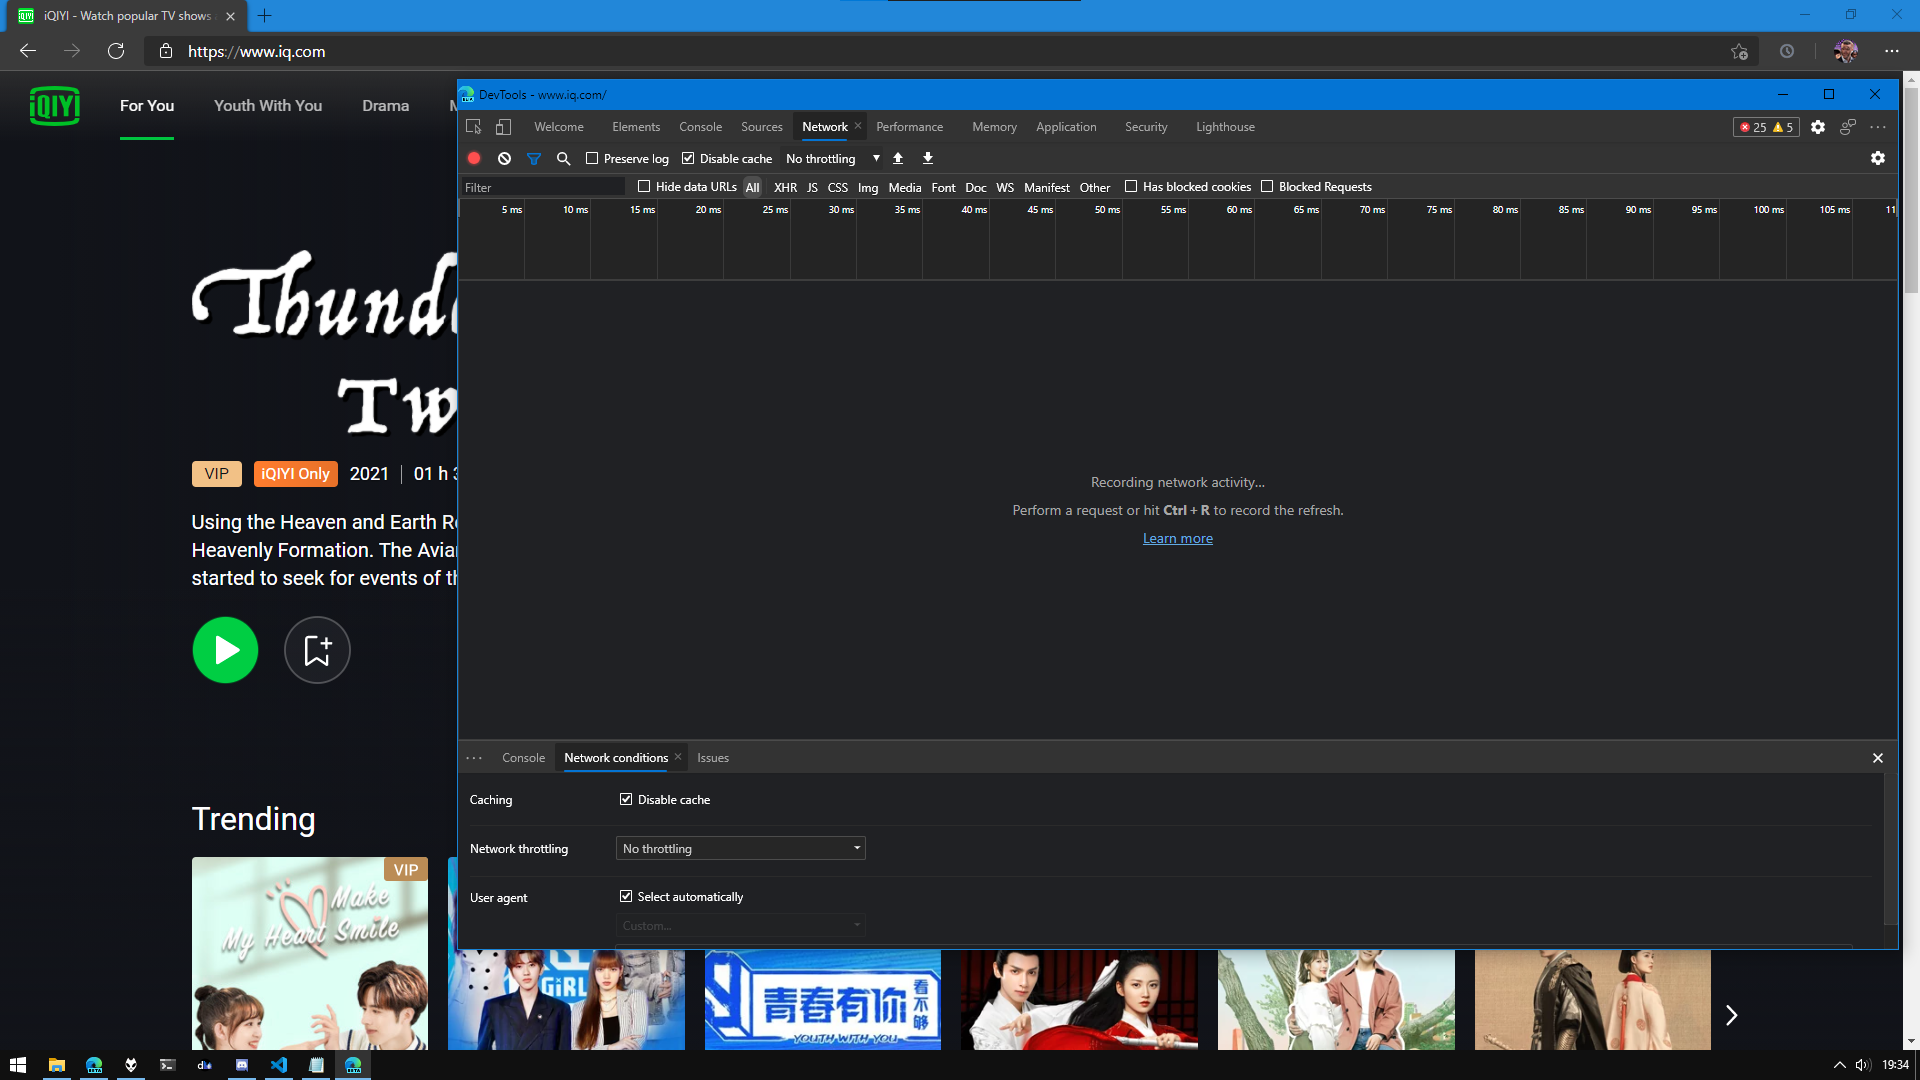 iQIYI - Watch popular TV shows
https://www.iq.com
iQIYI
For You
Youth With You
Drama
DevTools - www.iq.com/
Welcome
Elements
Console
Sources
Network
Performance
Memory
Application
Security
Lighthouse
25
5
Preserve log
Disable cache
No throttling
Filter
Hide data URLs
All
XHR
JS
CSS
Img
Media
Font
Doc
WS
Manifest
Other
Has blocked cookies
Blocked Requests
5 ms
10 ms
15 ms
20 ms
25 ms
30 ms
35 ms
40 ms
45 ms
50 ms
55 ms
60 ms
65 ms
70 ms
75 ms
80 ms
85 ms
90 ms
95 ms
100 ms
105 ms
11
Thund
Tw
VIP
iQIYI Only
2021
01 h 3
Using the Heaven and Earth R
Heavenly Formation. The Avia
started to seek for events of th
Recording network activity...
Perform a request or hit Ctrl + R to record the refresh.
Learn more
Console
Network conditions
Issues
Caching
Disable cache
Network throttling
No throttling
User agent
Select automatically
Custom...
Trending
VIP
Make
My Heart Smile
GiRL
青春有你
看不够
YOUTH WITH YOU
19:34